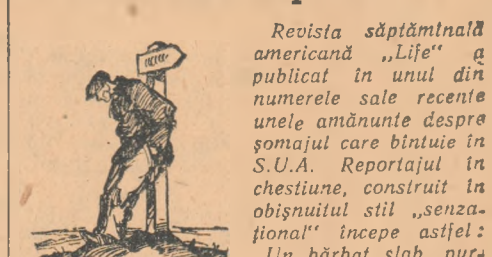 Revista săptămînală
americană „Life“ a
publicat în unul din
numerele sale recente
unele amănunte despre
șomajul care bîntuie în
S.U.A. Reportajul în
chestiune, construit în
obișnuitul stil „senza-
țional“ începe astfel:
Un bărbat slab, pur-